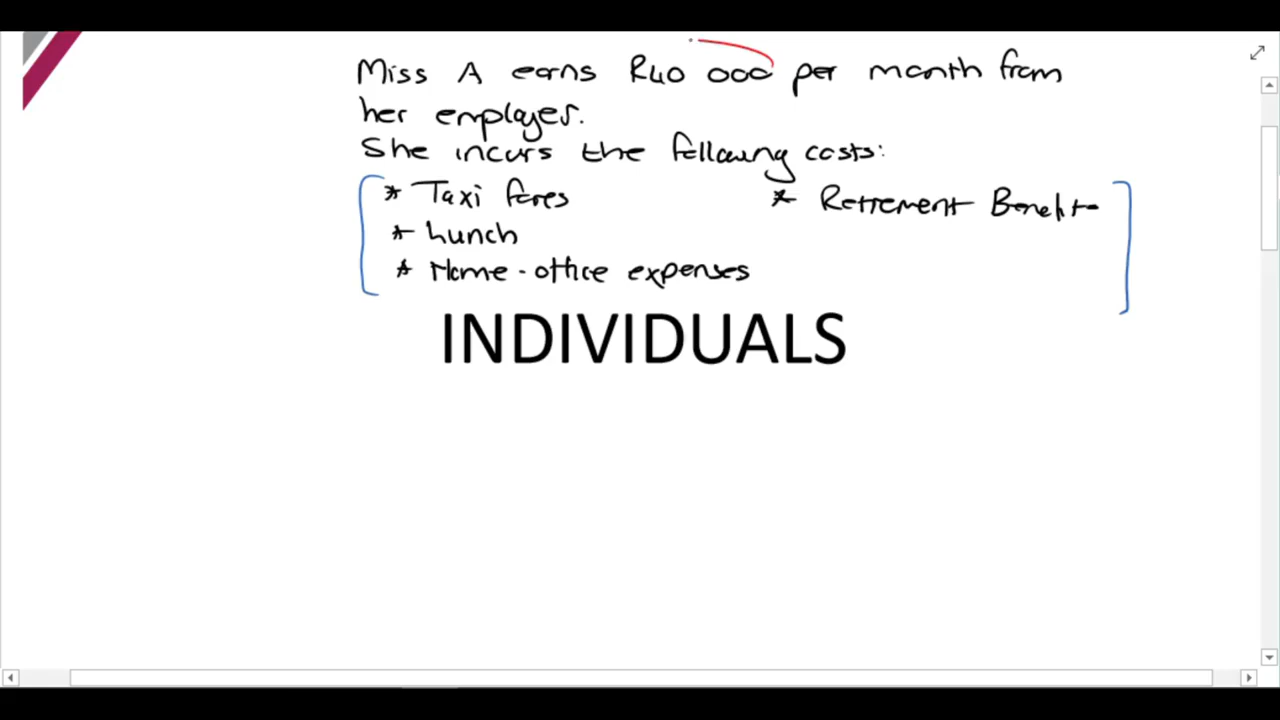 Miss A earns R40 000 per month from
her employer.
She incurs the following costs:
* Taxi fares
* Retirement Benefit
* Lunch
* Home-office expenses
INDIVIDUALS